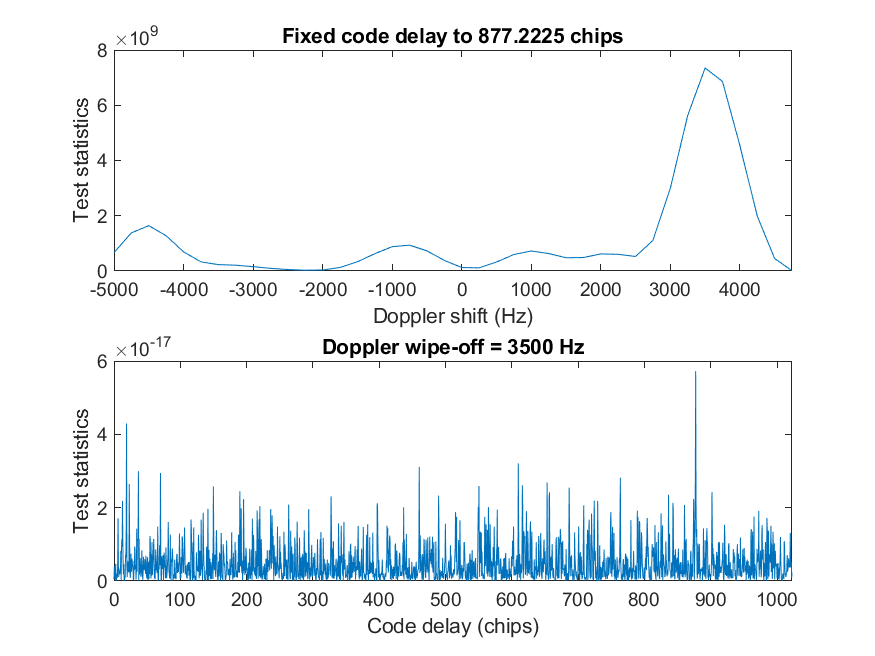 ×10^9
Fixed code delay to 877.2225 chips
8
6
4
2
0
Test statistics
-5000 -4000 -3000 -2000 -1000 0 1000 2000 3000 4000
Doppler shift (Hz)
×10^-17
Doppler wipe-off = 3500 Hz
6
4
2
0
Test statistics
0 100 200 300 400 500 600 700 800 900 1000
Code delay (chips)